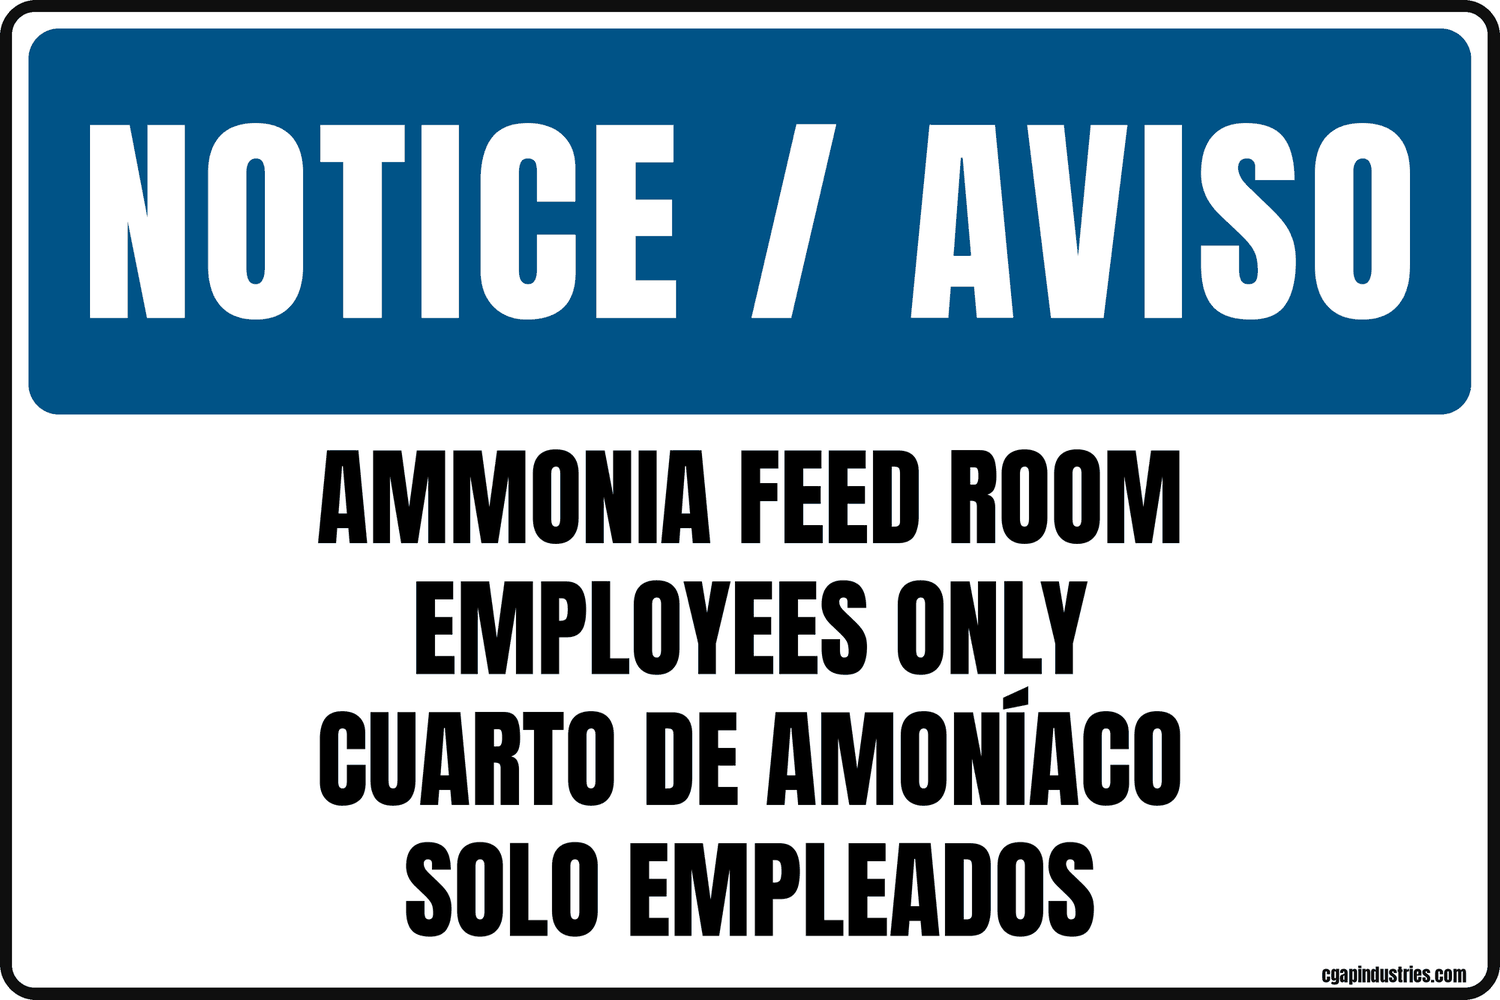 NOTICE / AVISO
AMMONIA FEED ROOM
EMPLOYEES ONLY
CUARTO DE AMONÍACO
SOLO EMPLEADOS
cgapindustries.com